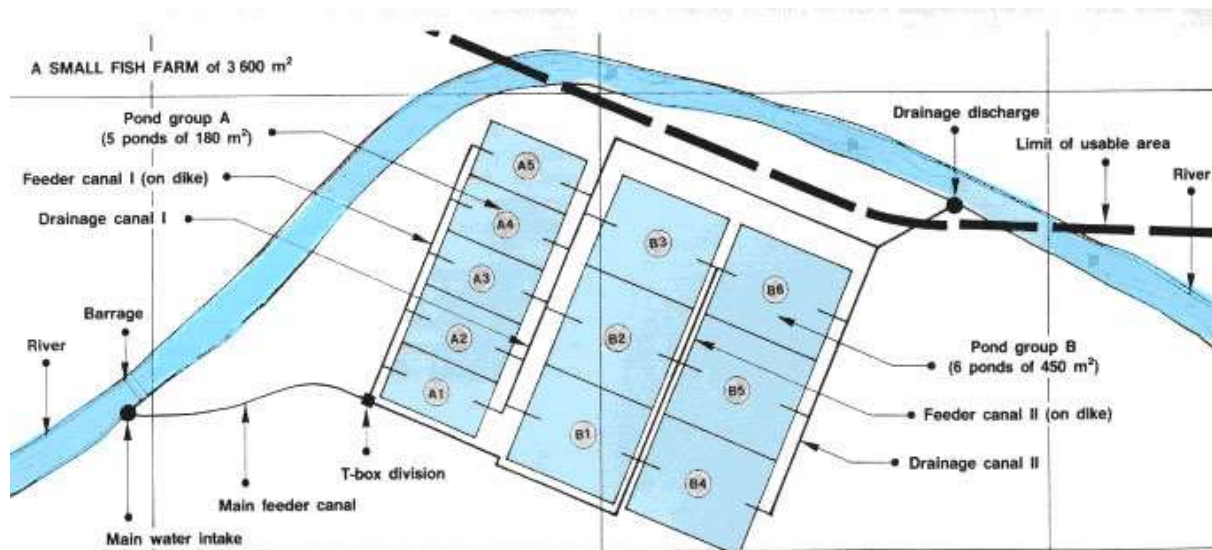 A SMALL FISH FARM of 3 600 m²
Pond group A
(5 ponds of 180 m²)
Feeder canal I (on dike)
Drainage canal I
Barrage
River
Main water intake
Main feeder canal
T-box division
A5
A4
A3
A2
A1
B3
B2
B1
B6
B5
B4
Drainage discharge
Limit of usable area
River
Pond group B
(6 ponds of 450 m²)
Feeder canal II (on dike)
Drainage canal II